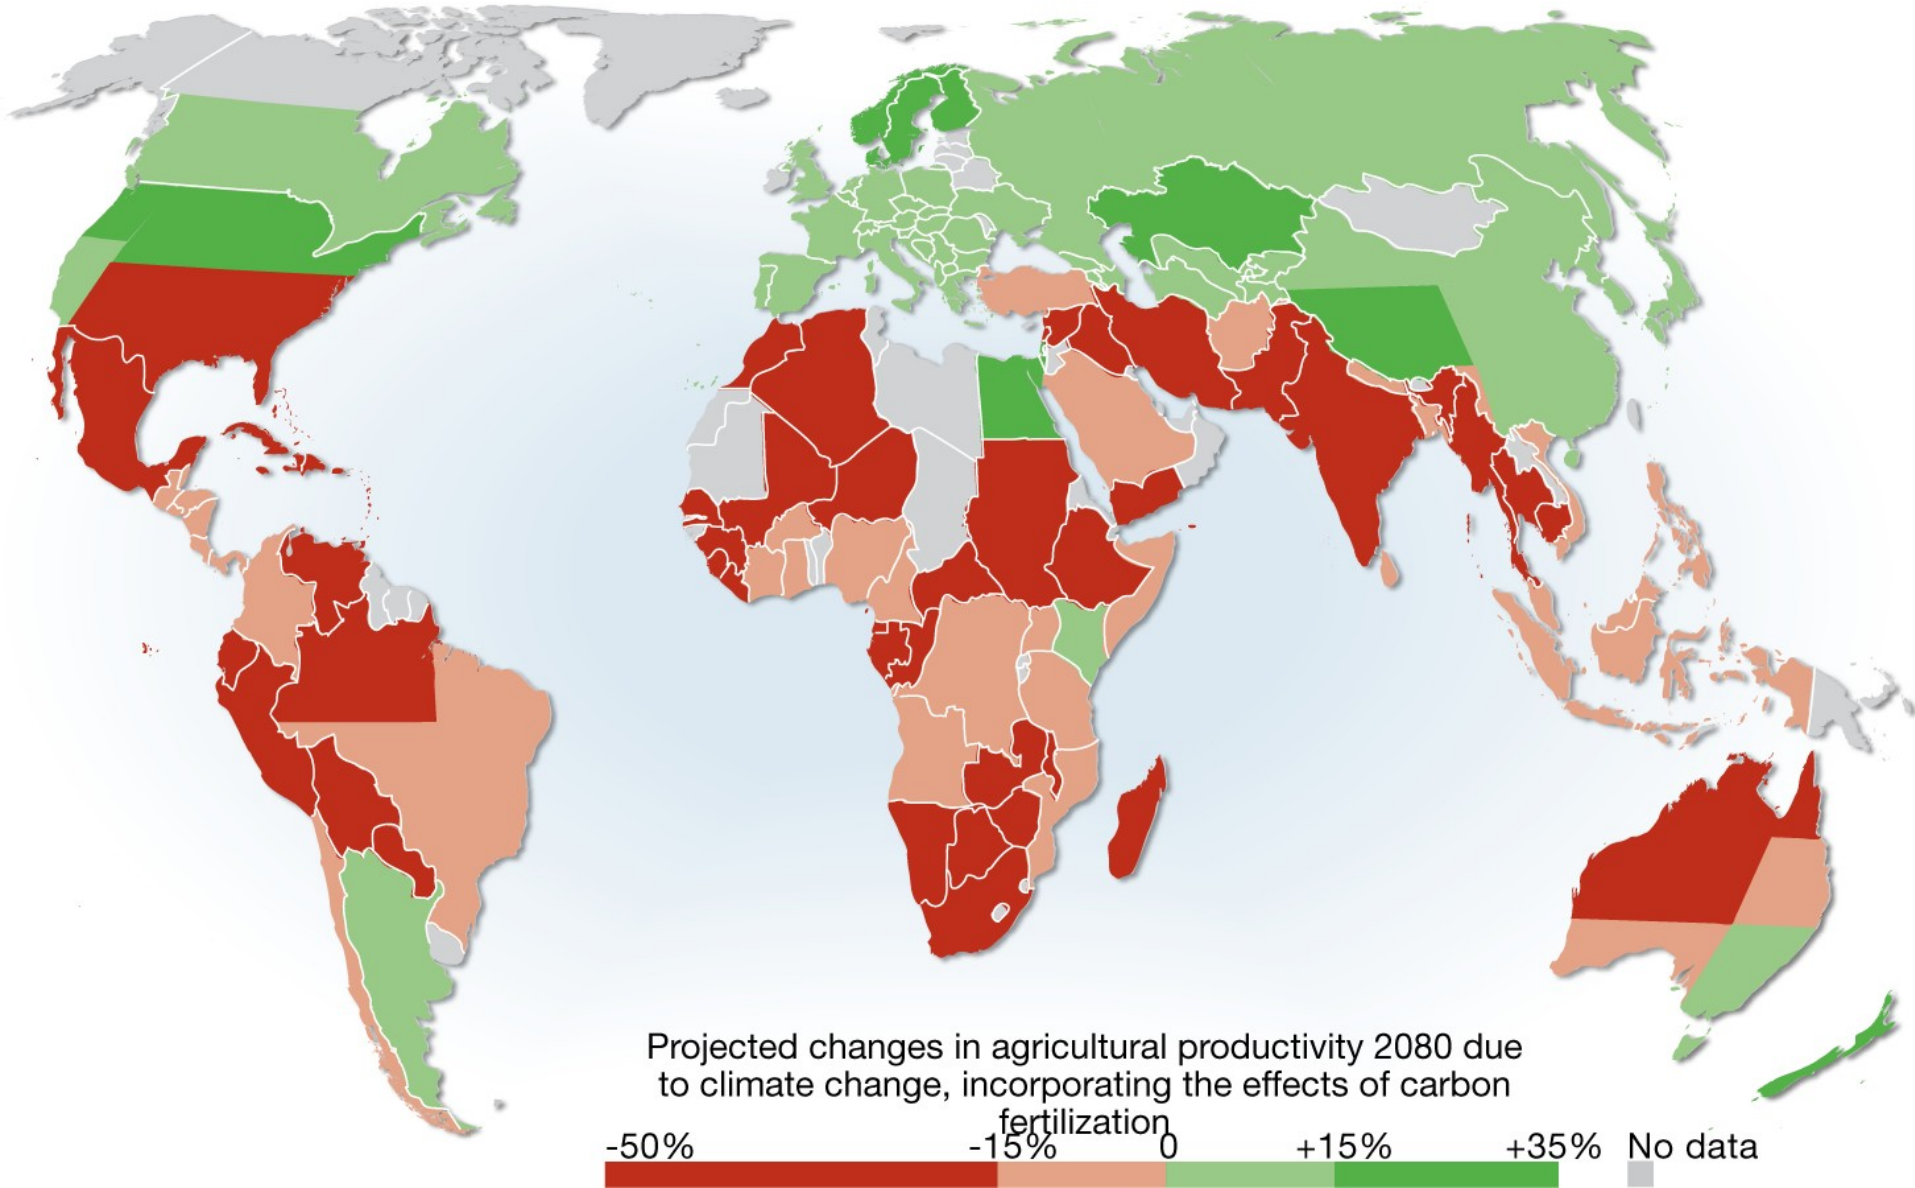 Projected changes in agricultural productivity 2080 due
to climate change, incorporating the effects of carbon
fertilization
-50% -15% 0 +15% +35% No data